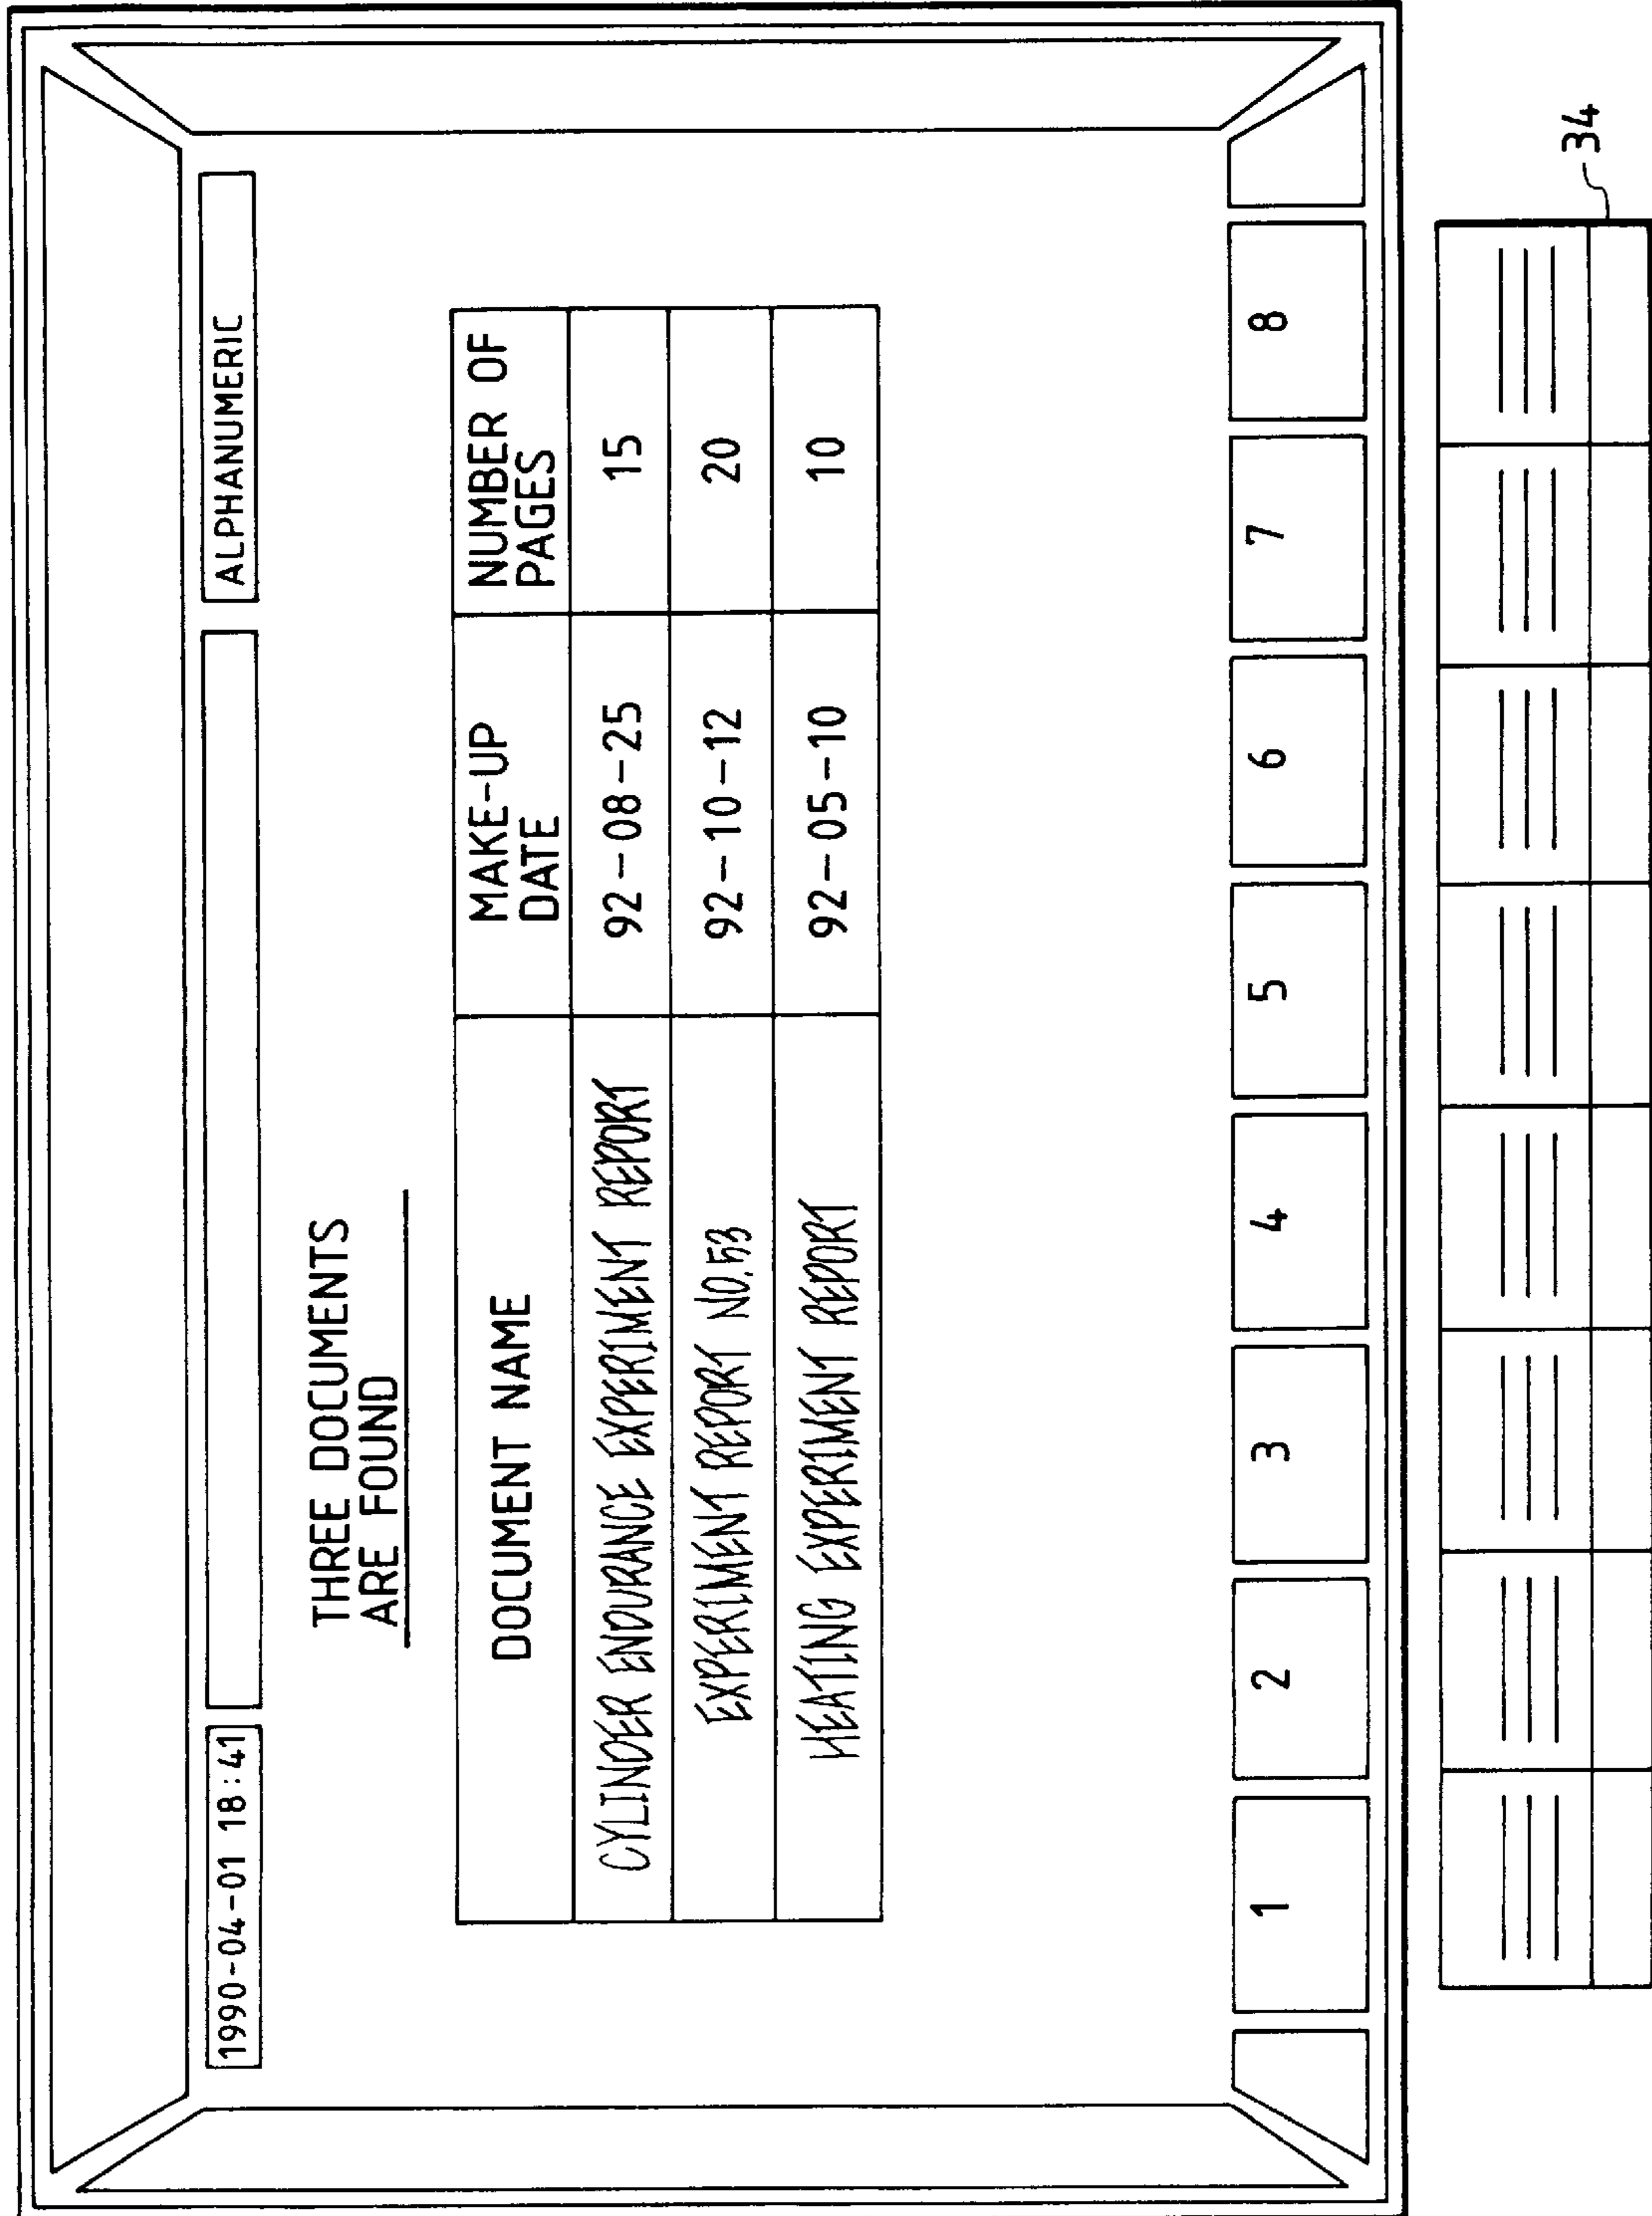 1990-04-01 18:41
ALPHANUMERIC
THREE DOCUMENTS
ARE FOUND
DOCUMENT NAME
MAKE-UP
DATE
NUMBER OF
PAGES
CYLINDER ENDURANCE EXPERIMENT REPORT
92-08-25
15
EXPERIMENT REPORT NO.53
92-10-12
20
HEATING EXPERIMENT REPORT
92-05-10
10
1
2
3
4
5
6
7
8
34